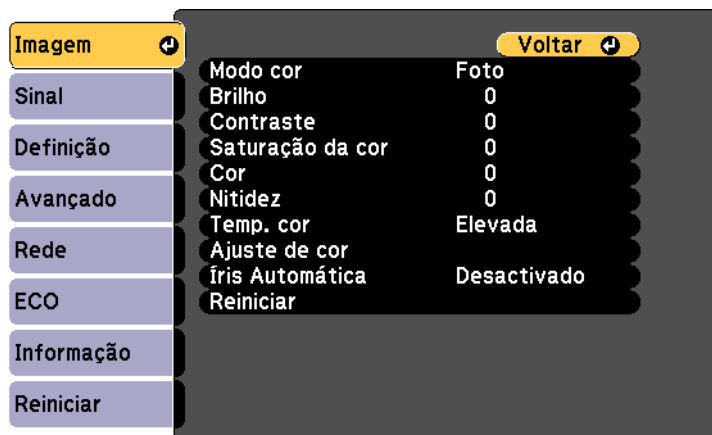 Imagem
Sinal
Definição
Avançado
Rede
ECO
Informação
Reiniciar
Voltar
Modo cor Foto
Brilho 0
Contraste 0
Saturação da cor 0
Cor 0
Nitidez 0
Temp. cor Elevada
Ajuste de cor
Íris Automática Desactivado
Reiniciar